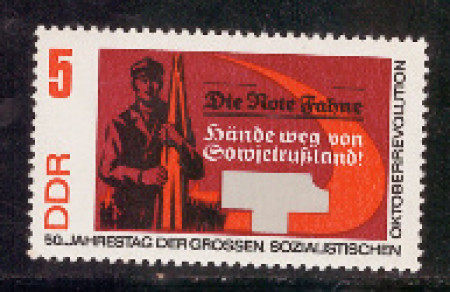 5
DDR
Die Rote Fahne
Hände weg von
Sowjetrußland!
50. JAHRESTAG DER GROSSEN SOZIALISTISCHEN
OKTOBERREVOLUTION